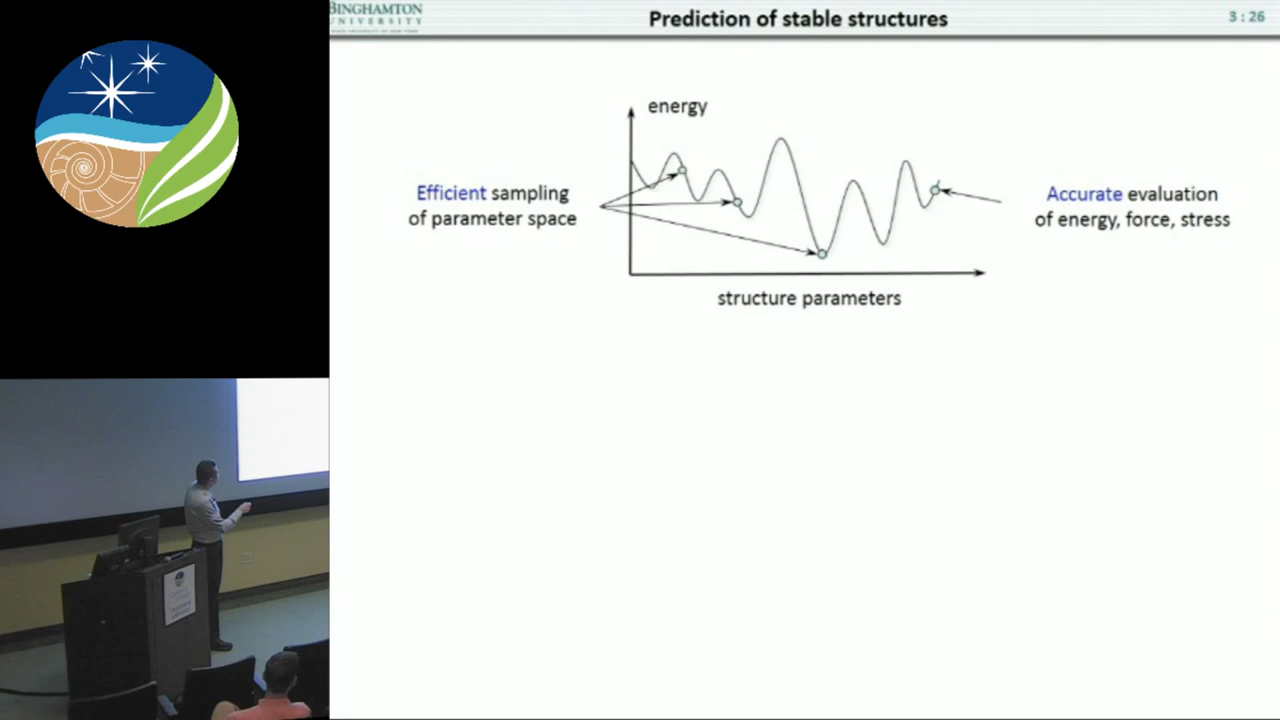 BINGHAMTON
UNIVERSITY
Prediction of stable structures
3 : 26
energy
Efficient sampling
of parameter space
Accurate evaluation
of energy, force, stress
structure parameters